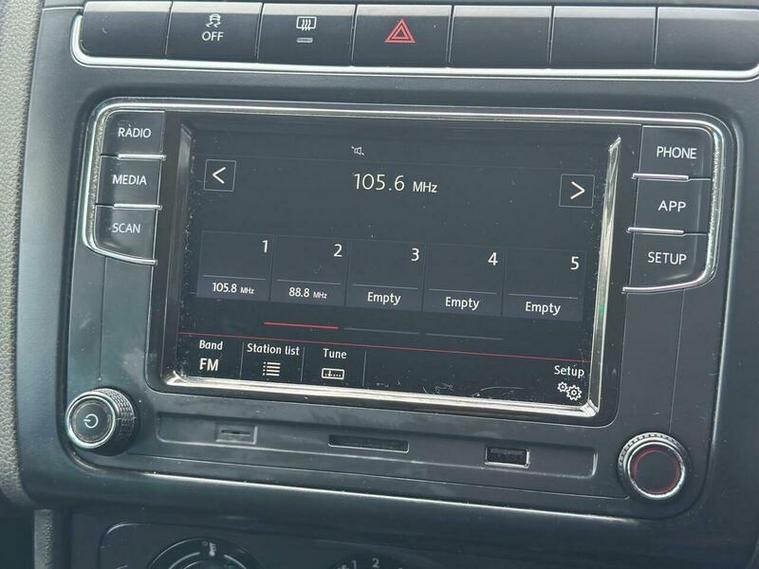 OFF
RADIO
MEDIA
SCAN
PHONE
APP
SETUP
<
105.6 MHz
>
1
105.8 MHz
2
88.8 MHz
3
Empty
4
Empty
5
Empty
Band
FM
Station list
Tune
Setup
2